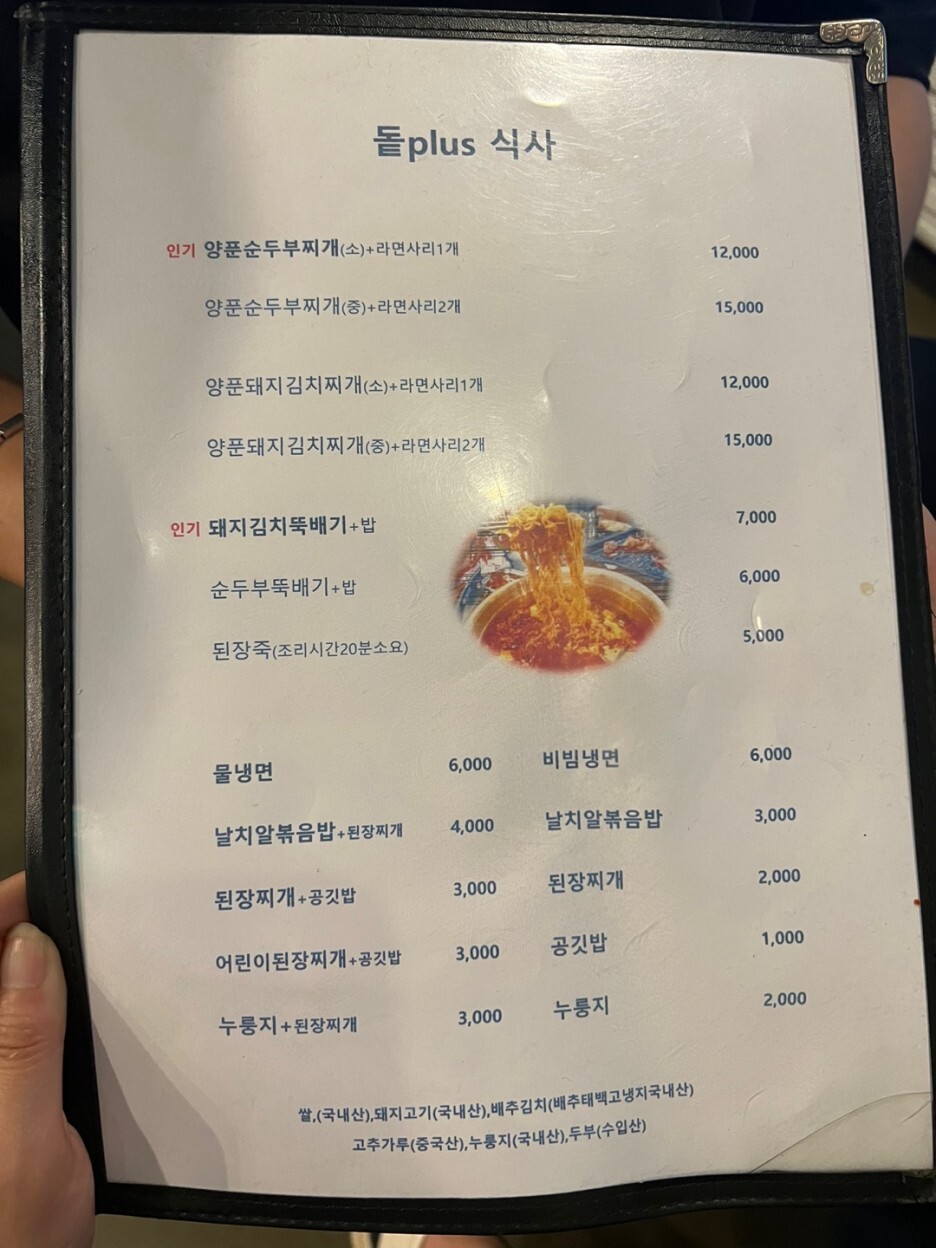 돝plus 식사
인기 양푼순두부찌개(소)+라면사리1개 12,000
양푼순두부찌개(중)+라면사리2개 15,000
양푼돼지김치찌개(소)+라면사리1개 12,000
양푼돼지김치찌개(중)+라면사리2개 15,000
인기 돼지김치뚝배기+밥 7,000
순두부뚝배기+밥 6,000
된장죽(조리시간20분소요) 5,000
물냉면 6,000 비빔냉면 6,000
날치알볶음밥+된장찌개 4,000 날치알볶음밥 3,000
된장찌개+공깃밥 3,000 된장찌개 2,000
어린이된장찌개+공깃밥 3,000 공깃밥 1,000
누룽지+된장찌개 3,000 누룽지 2,000
쌀,(국내산),돼지고기(국내산),배추김치(배추태백고냉지국내산)
고추가루(중국산),누룽지(국내산),두부(수입산)